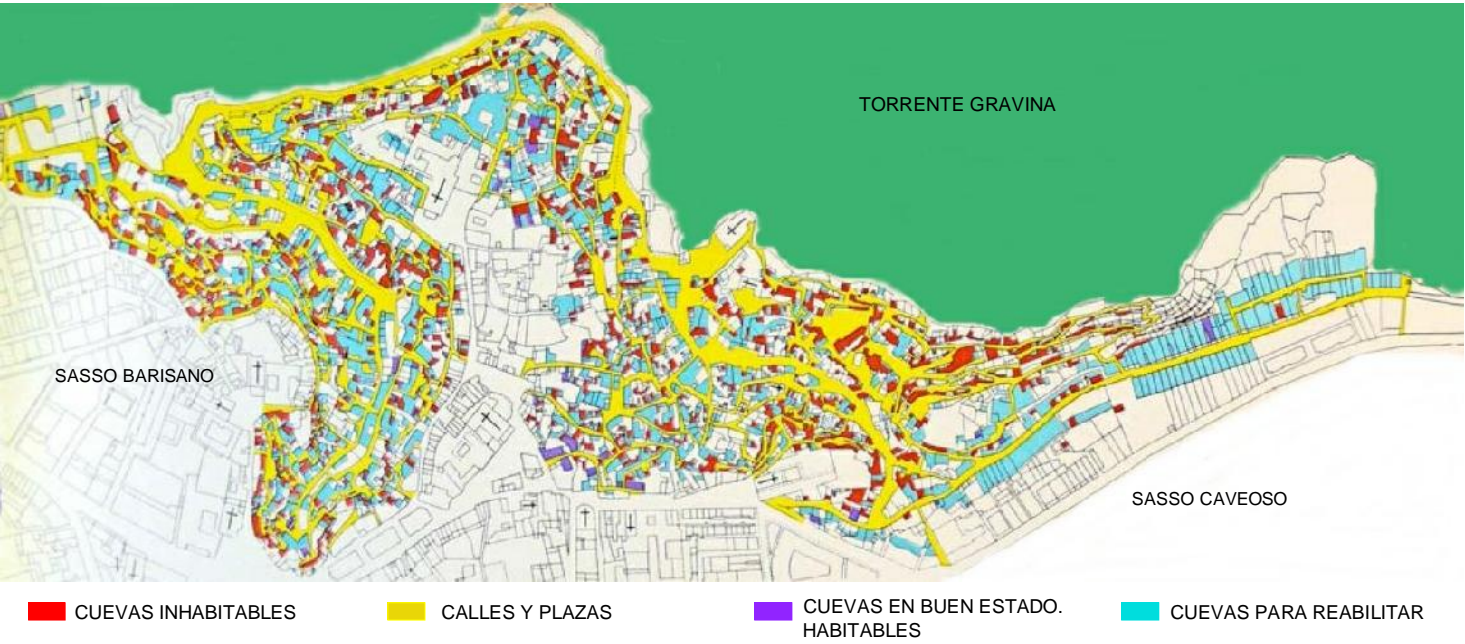 TORRENTE GRAVINA
SASSO BARISANO
SASSO CAVEOSO
CUEVAS INHABITABLES
CALLES Y PLAZAS
CUEVAS EN BUEN ESTADO.
HABITABLES
CUEVAS PARA REABILITAR